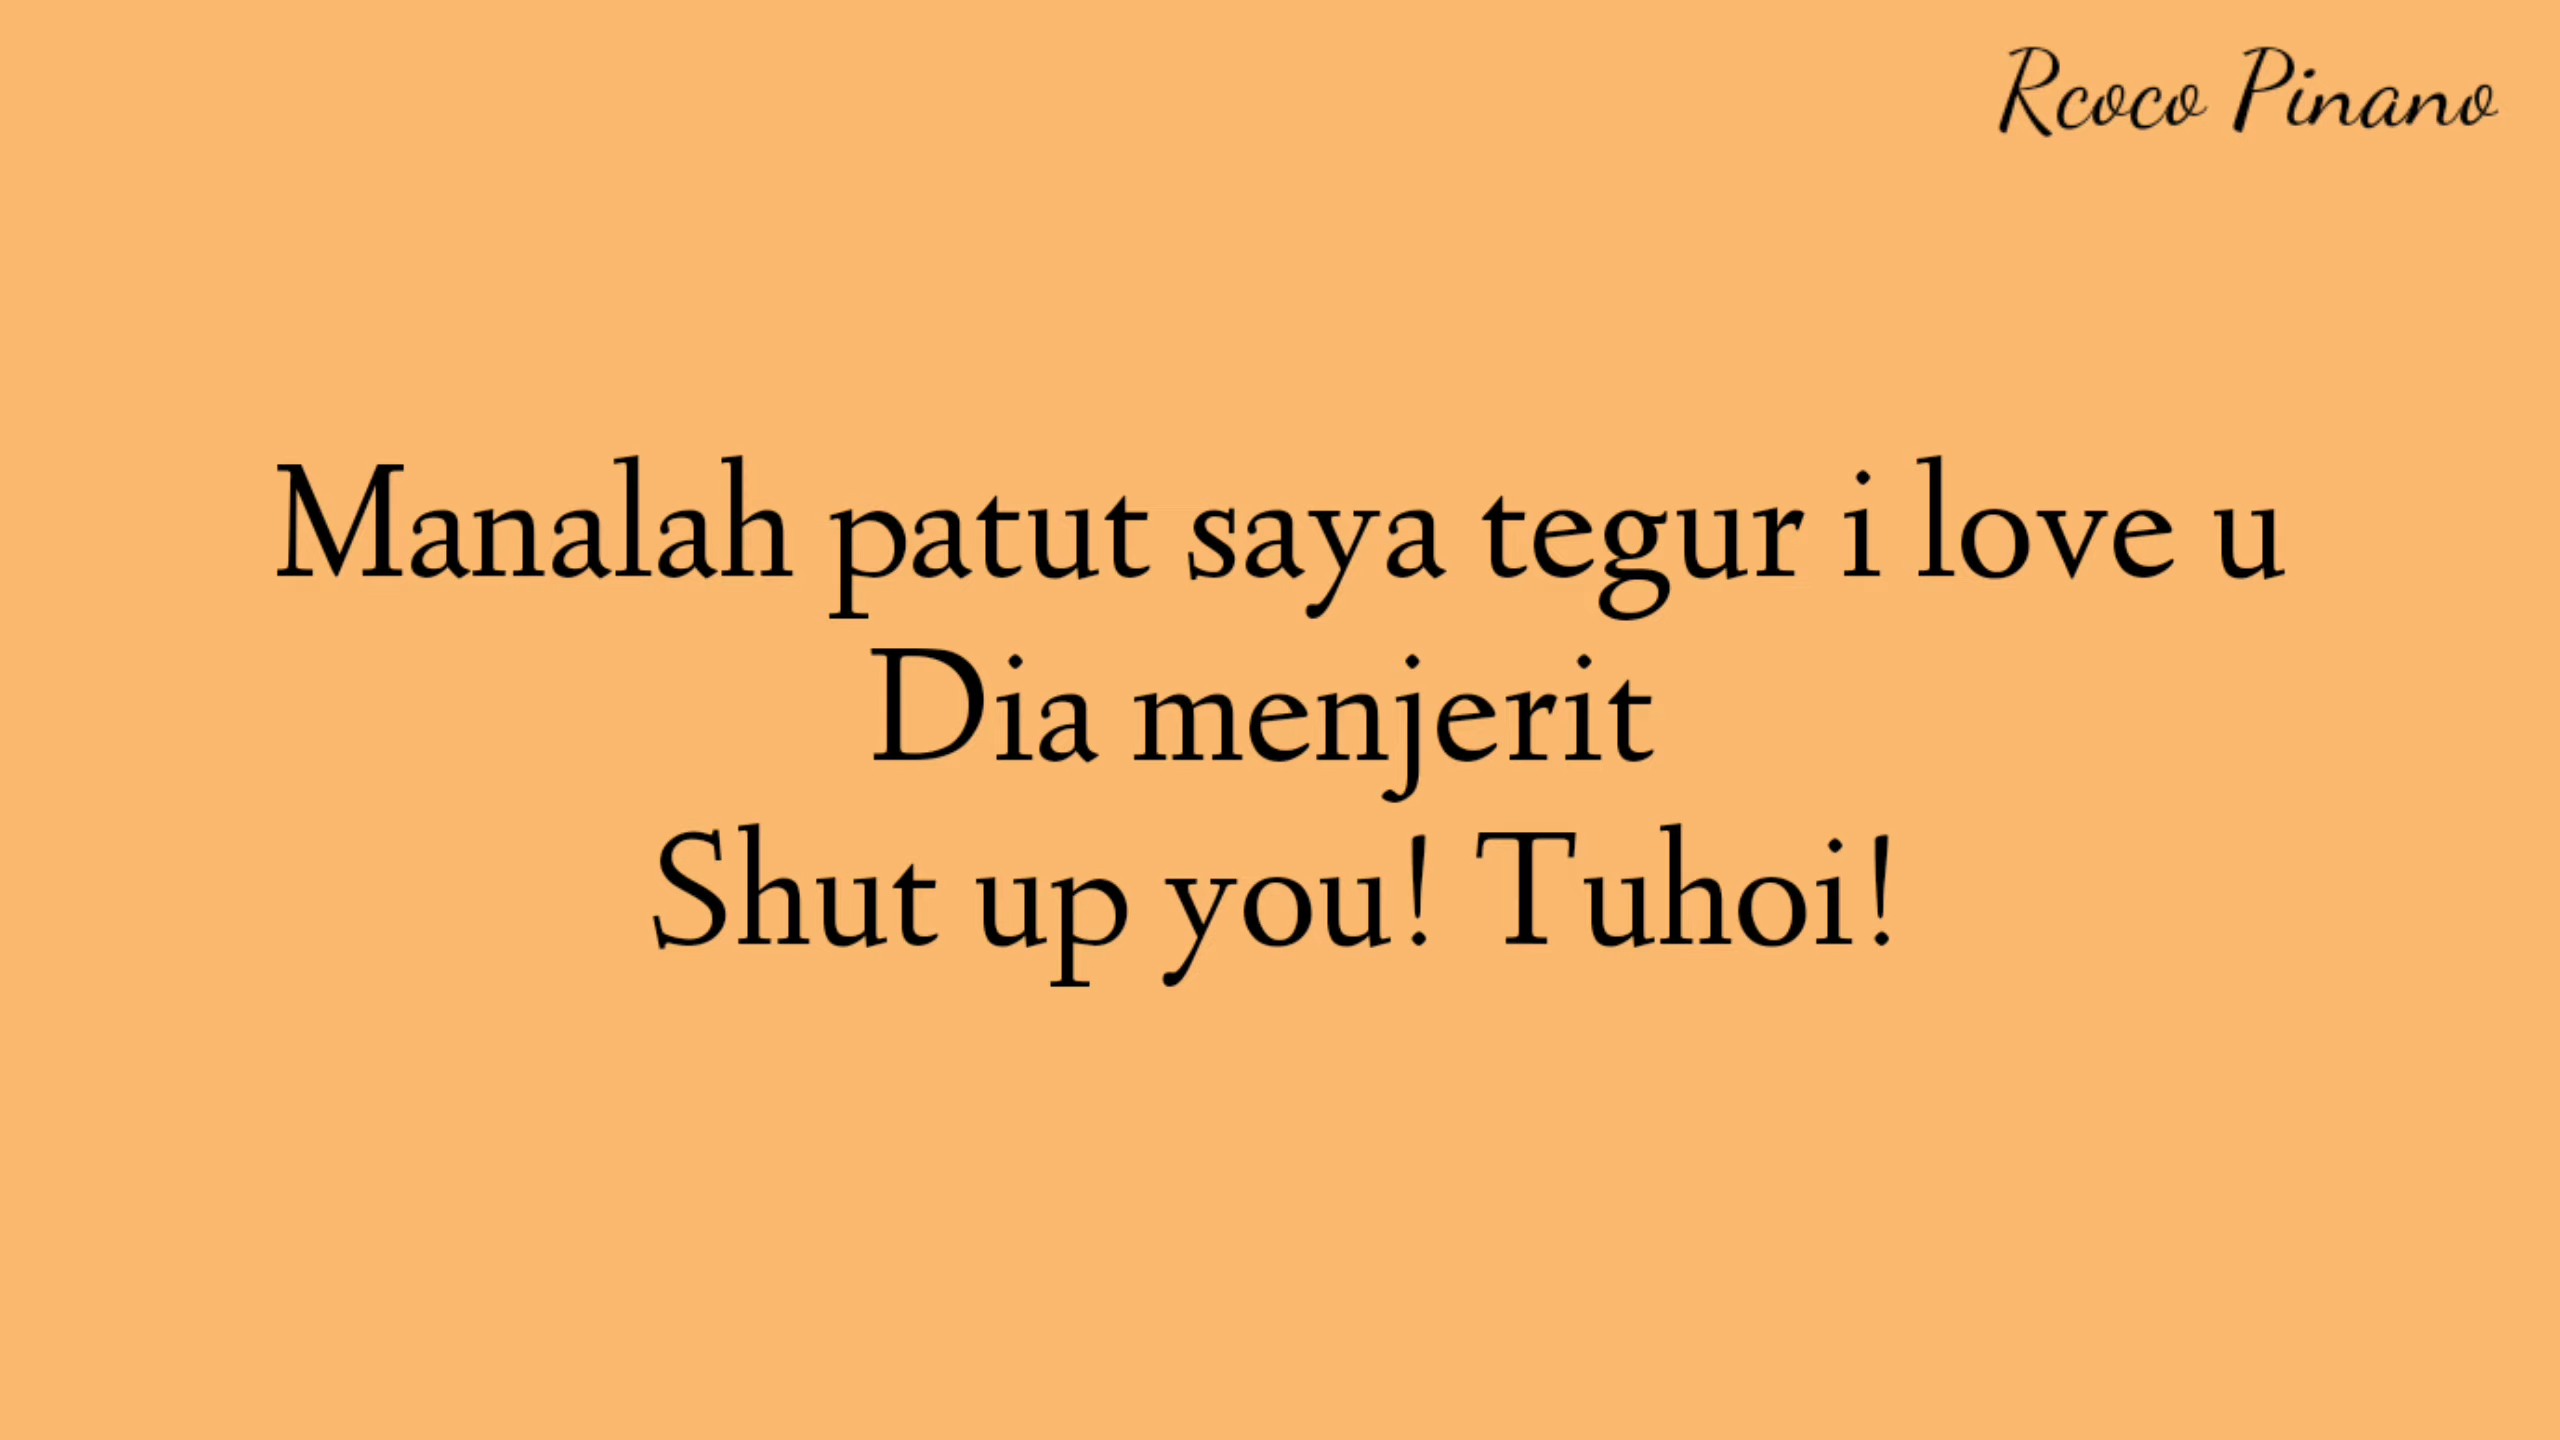 Rcoco Pinano
Manalah patut saya tegur i love u
Dia menjerit
Shut up you! Tuhoi!